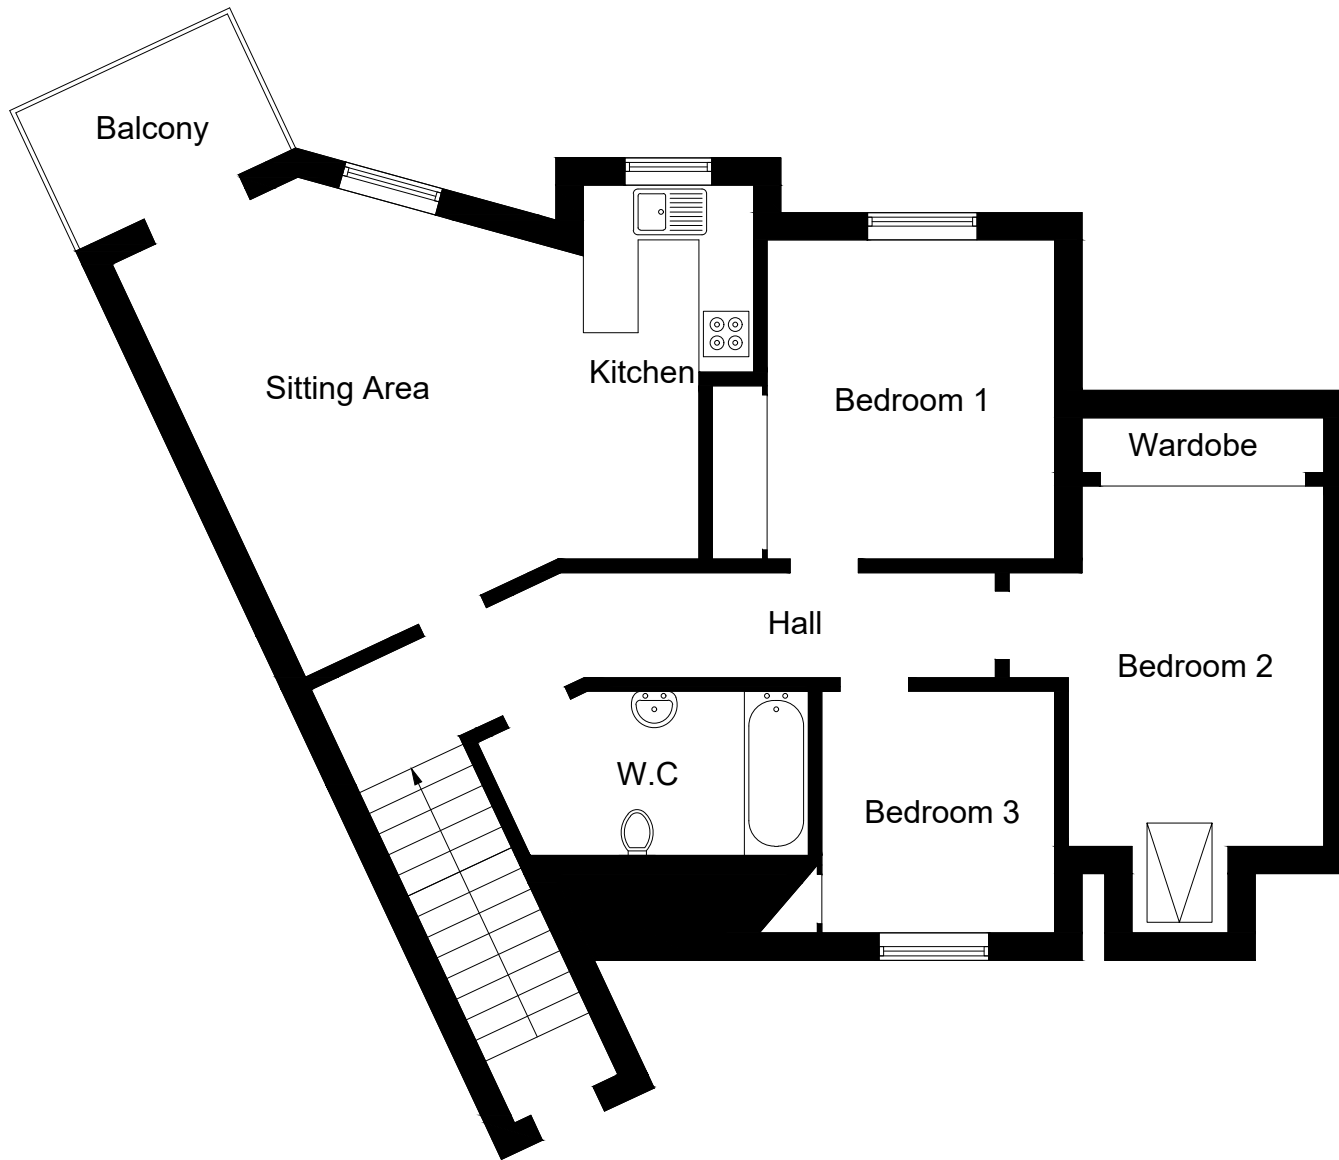 Balcony
Kitchen
Sitting Area
Bedroom 1
Wardobe
Hall
Bedroom 2
W.C
Bedroom 3